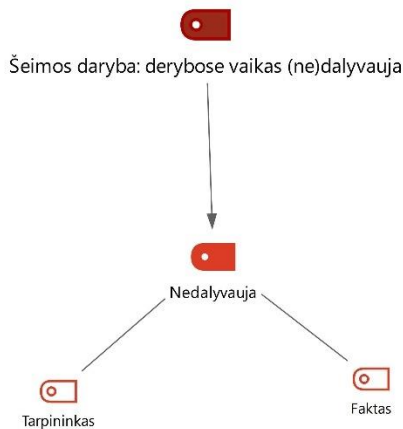 Šeimos daryba: derybose vaikas (ne)dalyvauja
Nedalyvauja
Tarpininkas
Faktas